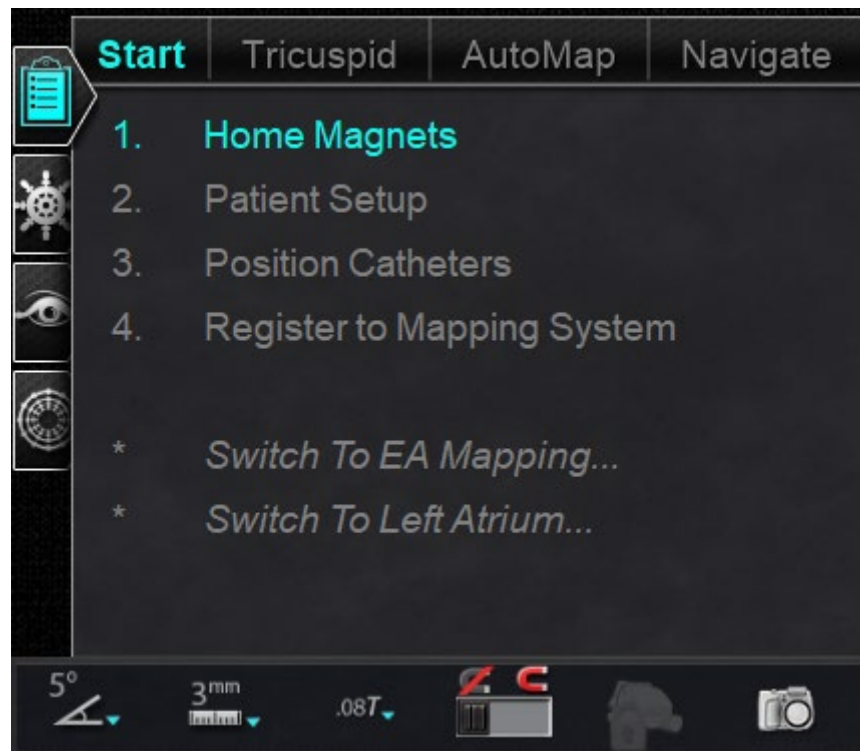 Start Tricuspid AutoMap Navigate
1. Home Magnets
2. Patient Setup
3. Position Catheters
4. Register to Mapping System
* Switch To EA Mapping...
* Switch To Left Atrium...
5° 3mm .08T